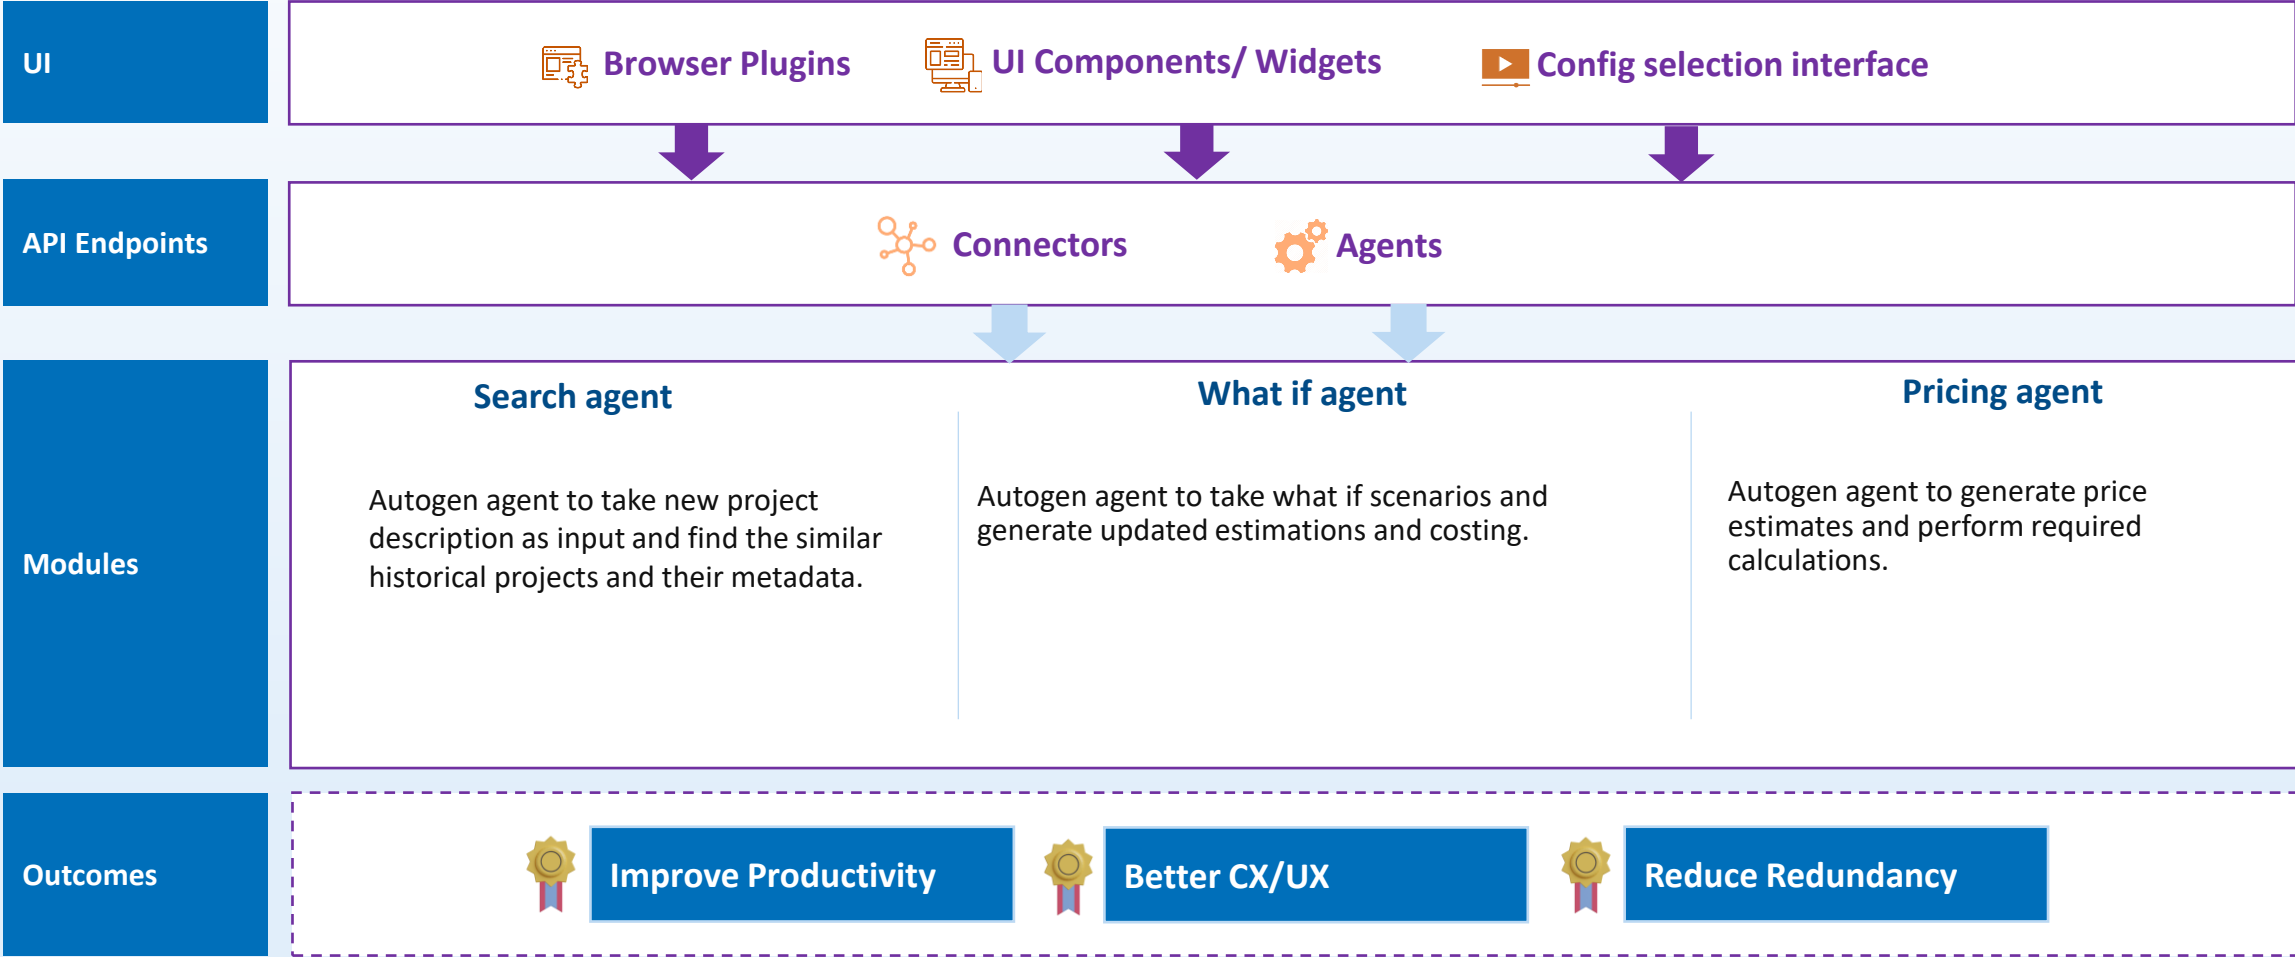 UI
Browser Plugins
UI Components/ Widgets
Config selection interface
API Endpoints
Connectors
Agents
Modules
Search agent
Autogen agent to take new project
description as input and find the similar
historical projects and their metadata.
What if agent
Autogen agent to take what if scenarios and
generate updated estimations and costing.
Pricing agent
Autogen agent to generate price
estimates and perform required
calculations.
Outcomes
Improve Productivity
Better CX/UX
Reduce Redundancy